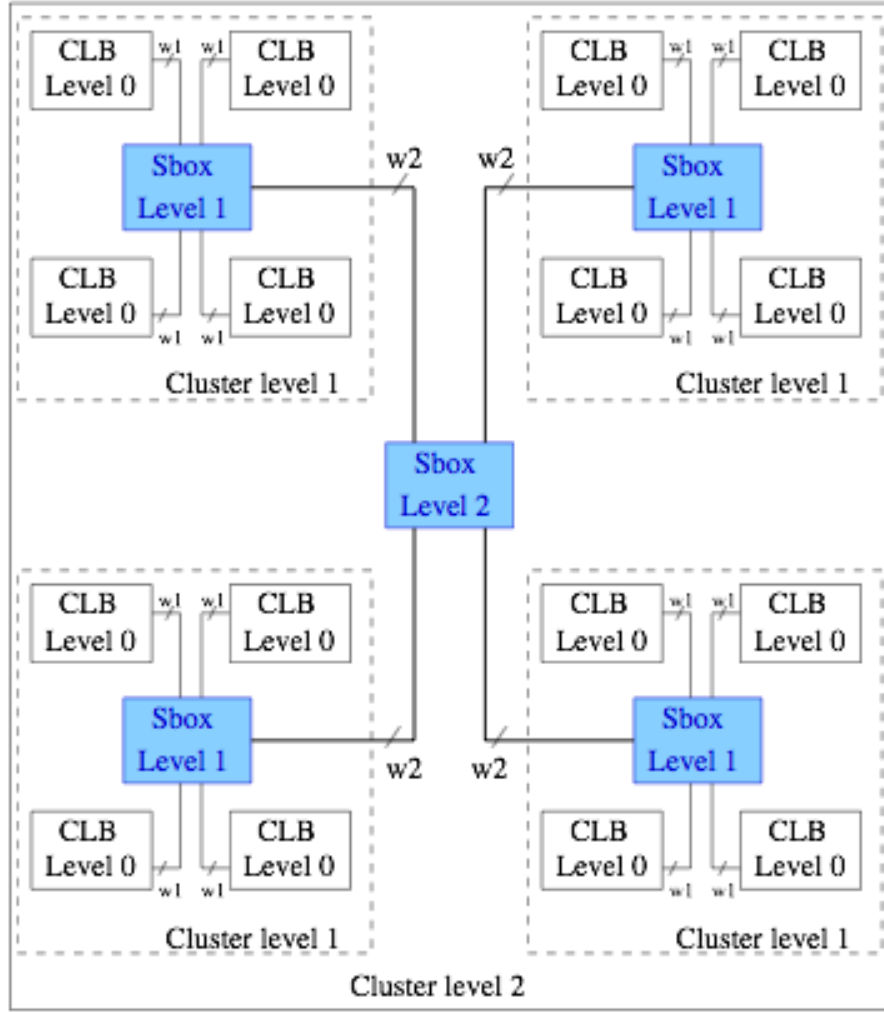 CLB w1 w1 CLB
Level 0 Level 0
CLB w1 w1 CLB
Level 0 Level 0
Sbox
Level 1
w2 w2
Sbox
Level 1
CLB CLB
Level 0 Level 0
w1 w1
CLB CLB
Level 0 Level 0
w1 w1
Cluster level 1
Cluster level 1
Sbox
Level 2
CLB w1 w1 CLB
Level 0 Level 0
CLB w1 w1 CLB
Level 0 Level 0
Sbox
Level 1
w2 w2
Sbox
Level 1
CLB CLB
Level 0 Level 0
w1 w1
CLB CLB
Level 0 Level 0
w1 w1
Cluster level 1
Cluster level 1
Cluster level 2